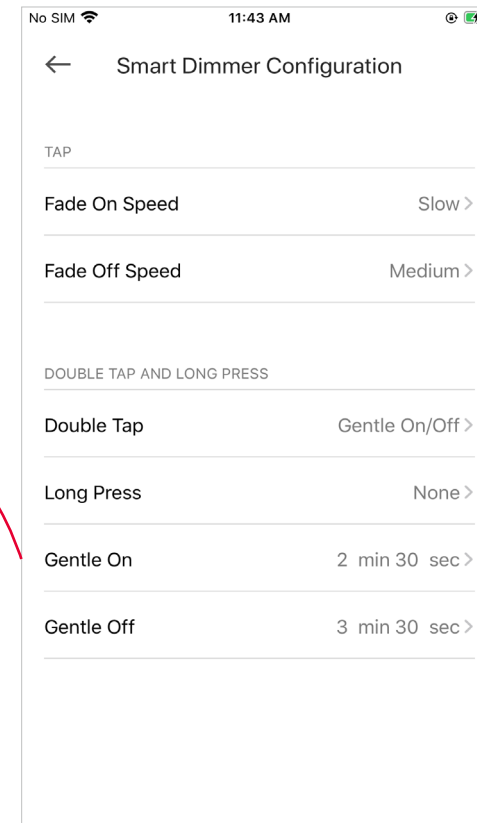 No SIM 11:43 AM
Smart Dimmer Configuration
TAP
Fade On Speed Slow
Fade Off Speed Medium
DOUBLE TAP AND LONG PRESS
Double Tap Gentle On/Off
Long Press None
Gentle On 2 min 30 sec
Gentle Off 3 min 30 sec